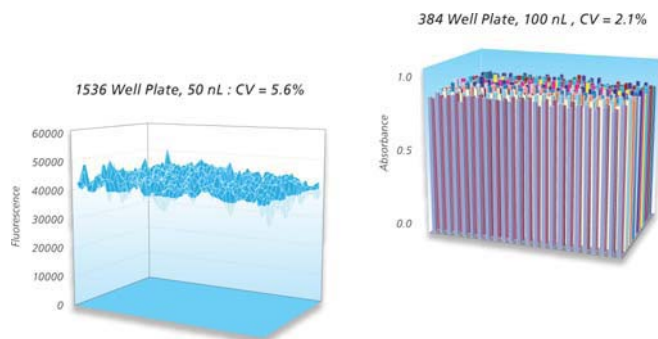 384 Well Plate, 100 nL , CV = 2.1%
1536 Well Plate, 50 nL : CV = 5.6%
60000
50000
40000
30000
20000
10000
0
Fluorescence
1.0
0.5
0.0
Absorbance